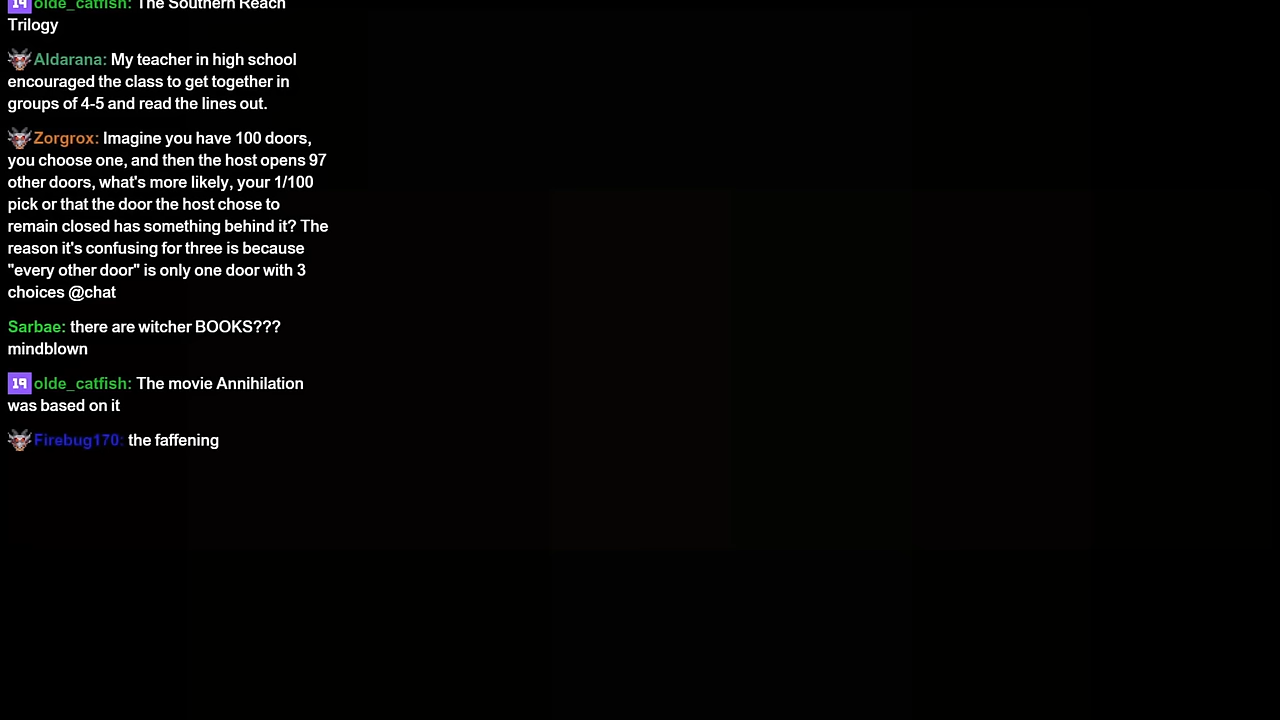 19 olde_catfish: The Southern Reach
Trilogy
Aldarana: My teacher in high school
encouraged the class to get together in
groups of 4-5 and read the lines out.
Zorgrox: Imagine you have 100 doors,
you choose one, and then the host opens 97
other doors, what's more likely, your 1/100
pick or that the door the host chose to
remain closed has something behind it? The
reason it's confusing for three is because
"every other door" is only one door with 3
choices @chat
Sarbae: there are witcher BOOKS???
mindblown
19 olde_catfish: The movie Annihilation
was based on it
Firebug170: the faffening